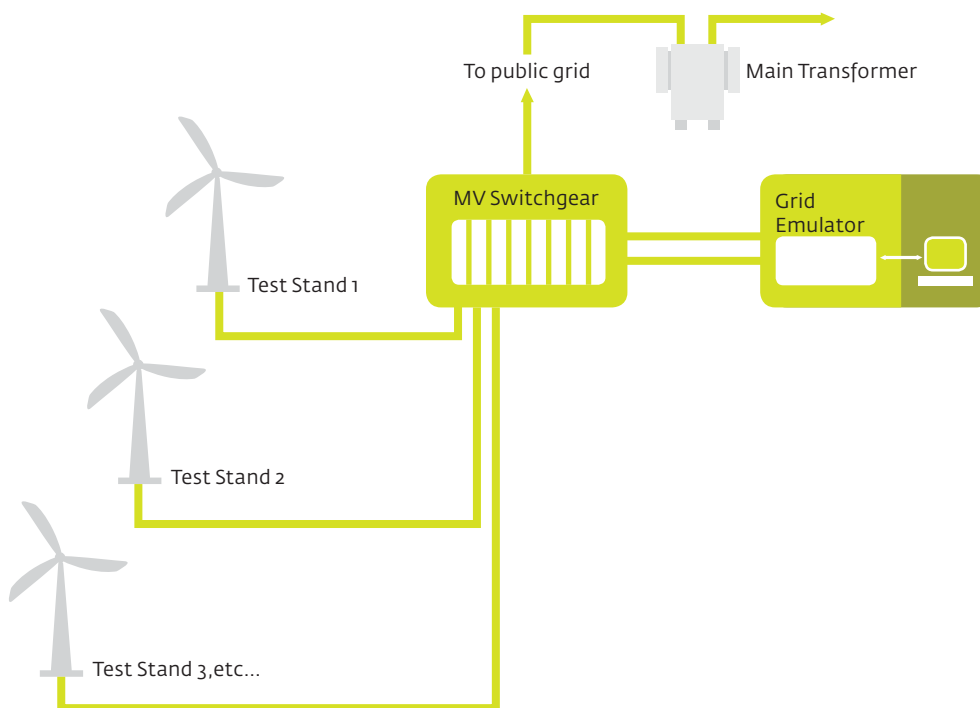 To public grid
Main Transformer
MV Switchgear
Grid
Emulator
Test Stand 1
Test Stand 2
Test Stand 3,etc...